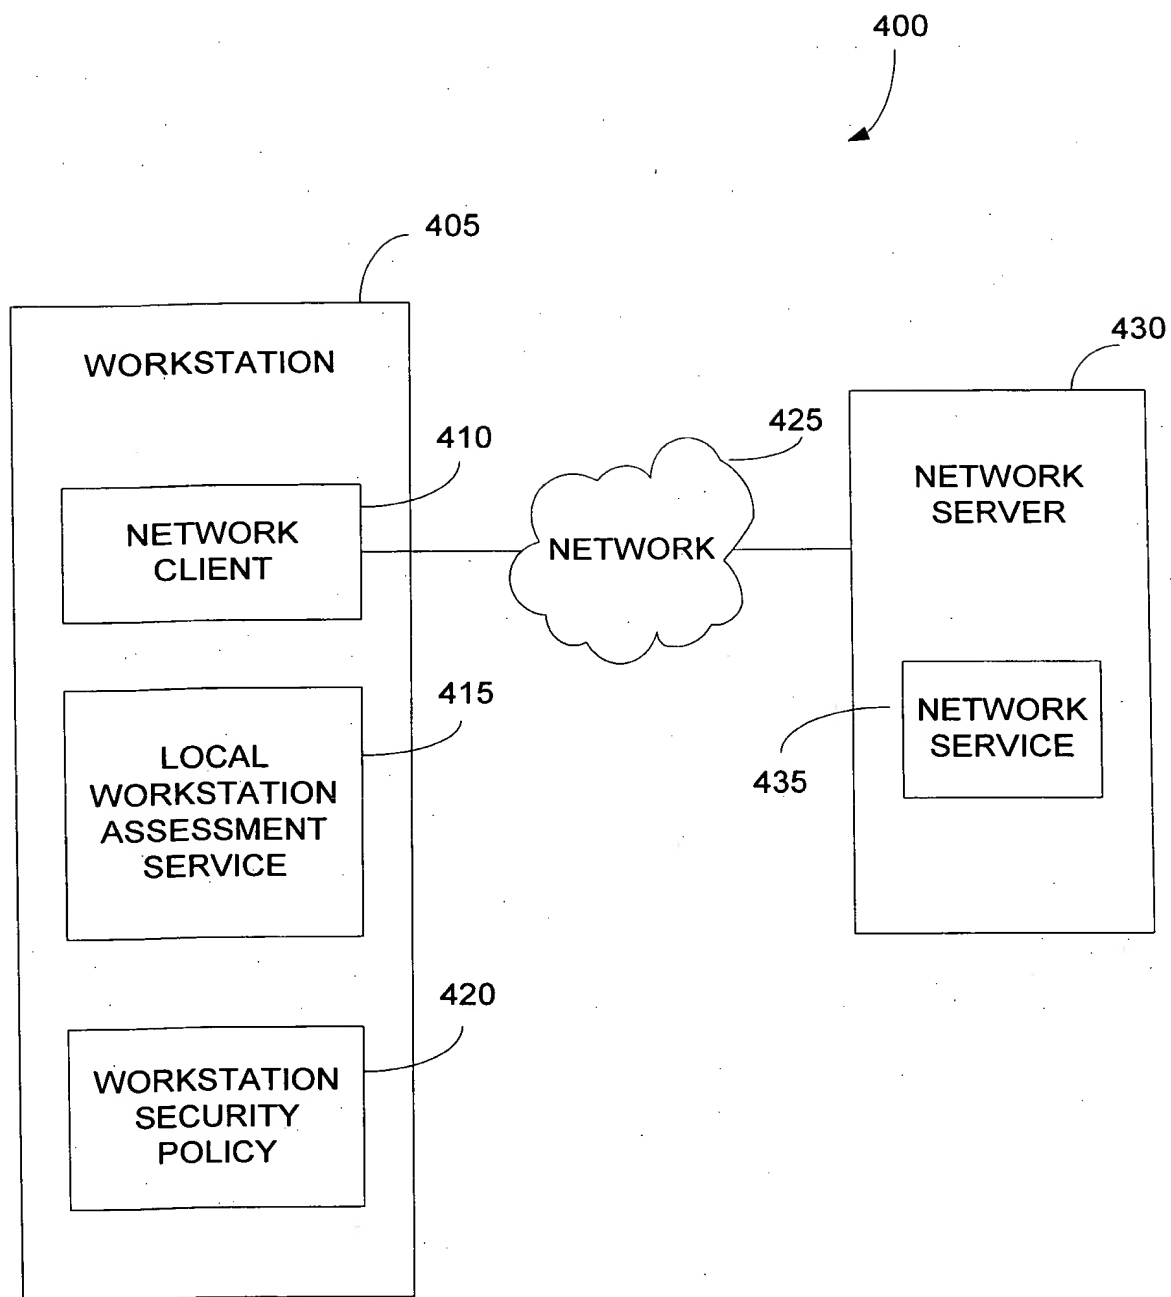 400
405
WORKSTATION
430
410
425
NETWORK
CLIENT
NETWORK
NETWORK
SERVER
415
LOCAL
WORKSTATION
ASSESSMENT
SERVICE
NETWORK
SERVICE
435
420
WORKSTATION
SECURITY
POLICY